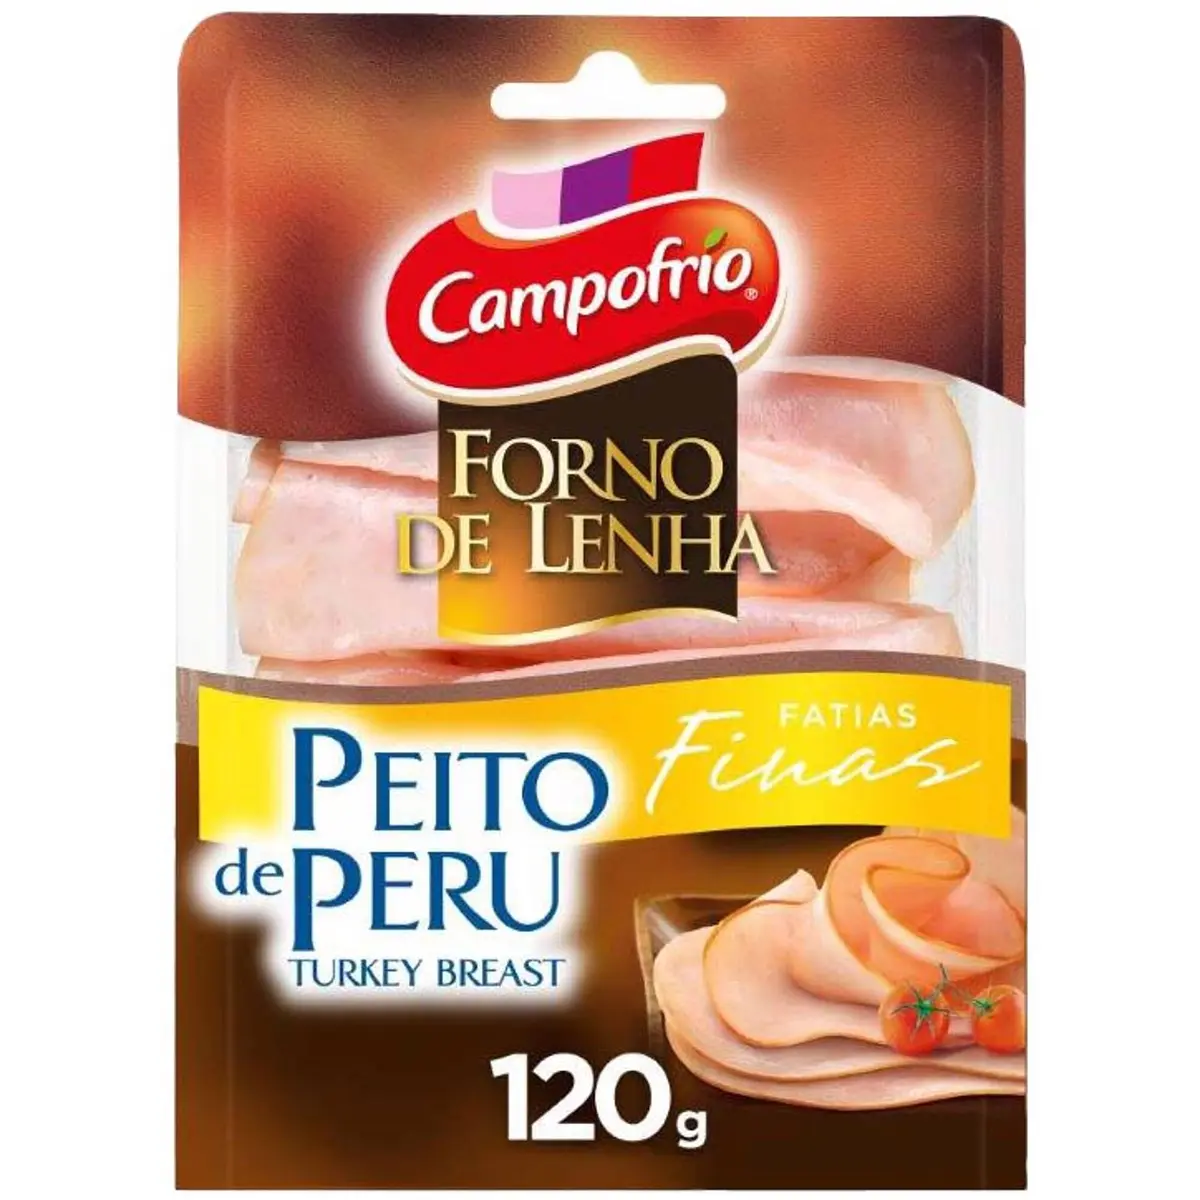 Campofrio®
FORNO
DE LENHA
FATIAS
Finas
PEITO
de PERU
TURKEY BREAST
120g